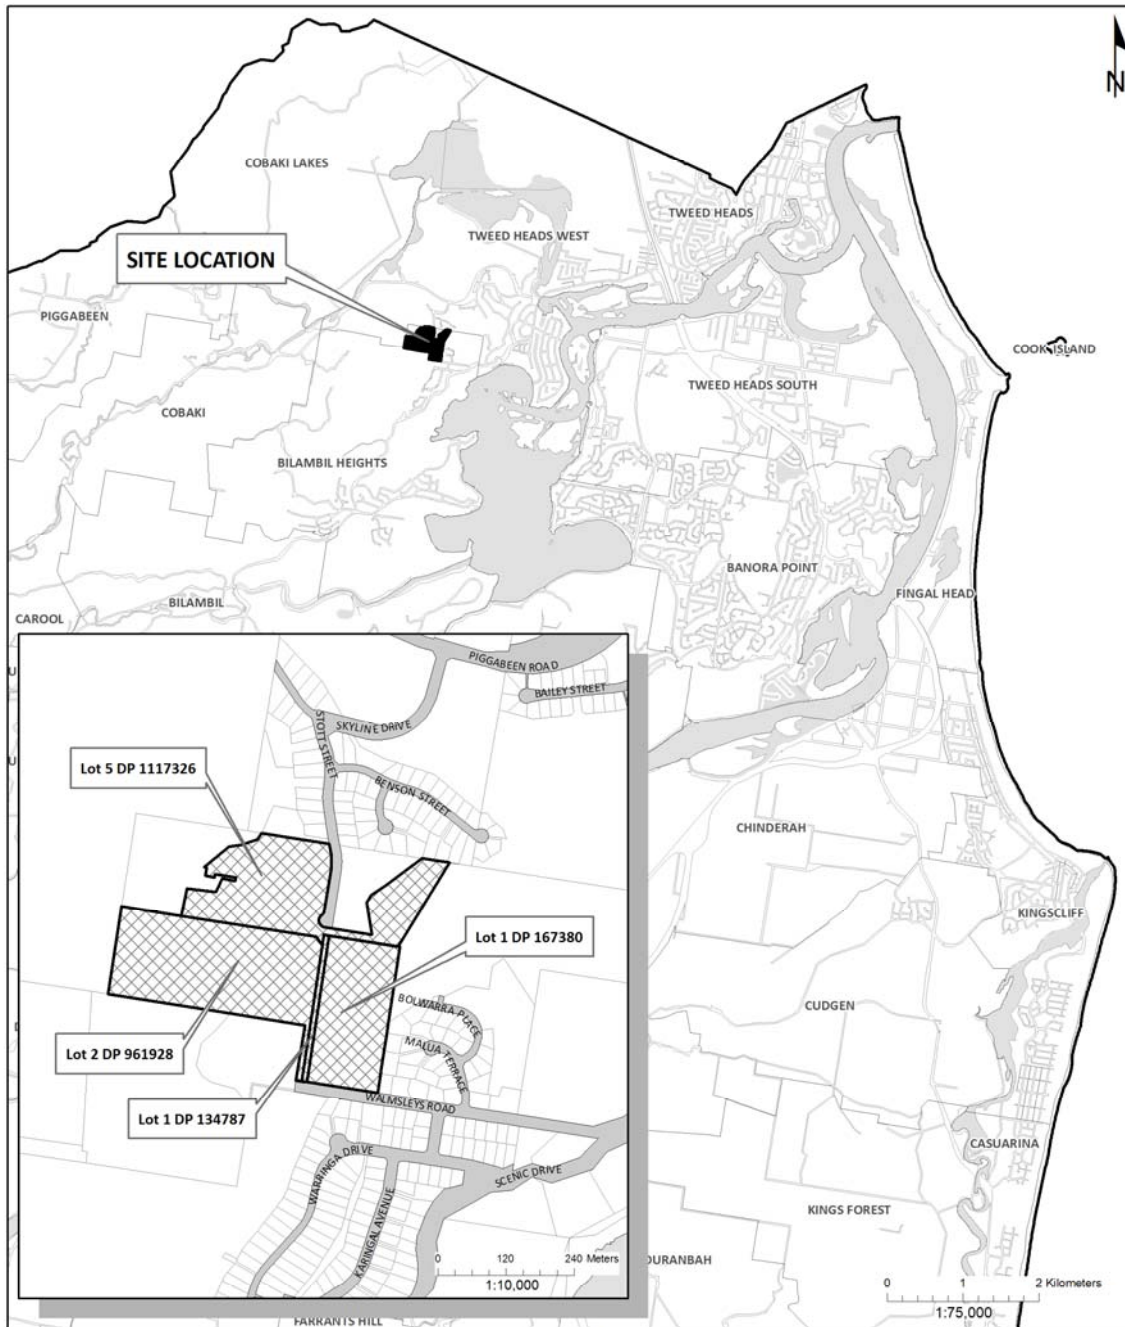 N
COBAKI LAKES
TWEED HEADS
TWEED HEADS WEST
SITE LOCATION
PIGGABEEN
COOK ISLAND
TWEED HEADS SOUTH
COBAKI
BILAMBIL HEIGHTS
BANORA POINT
FINGAL HEAD
BILAMBIL
CAROOL
PIGGABEEN ROAD
BAILEY STREET
SKYLINE DRIVE
STOTT STREET
Lot 5 DP 1117326
BENSON STREET
CHINDERAH
KINGSCLIFF
Lot 1 DP 167380
BOLWARRA PLACE
CUDGEN
MALUA TERRACE
Lot 2 DP 961928
WALMSLEYS ROAD
Lot 1 DP 134787
CASUARINA
WARRINGA DRIVE
SCENIC DRIVE
KARINGAL AVENUE
KINGS FOREST
0 120 240 Meters
1:10,000
0 1 2 Kilometers
1:75,000
FARRANTS HILL